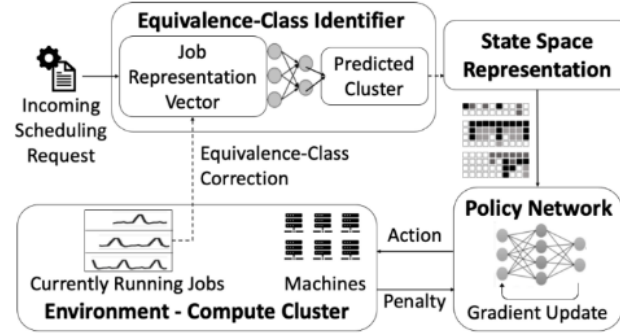 Equivalence-Class Identifier
Job
Representation
Vector
Predicted
Cluster
State Space
Representation
Incoming
Scheduling
Request
Equivalence-Class
Correction
Policy Network
Gradient Update
Action
Penalty
Currently Running Jobs
Machines
Environment - Compute Cluster